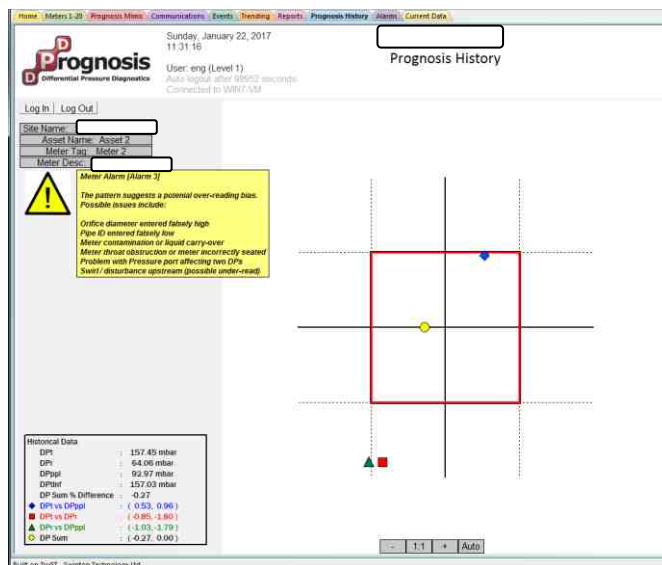 Home Meters 1-20 Prognosis Mimic Communications Events Trending Reports Prognosis History Alarms Current Data
D
P
Prognosis
D
Differential Pressure Diagnostics
Sunday, January 22, 2017
11:31:16
User: eng (Level 1)
Auto logout after 98952 seconds
Connected to WIN7-VM
Prognosis History
Log In Log Out
Site Name:
Asset Name: Asset 2
Meter Tag: Meter 2
Meter Desc:
Meter Alarm [Alarm 3]
The pattern suggests a potential over-reading bias.
Possible issues include:
Orifice diameter entered falsely high
Pipe ID entered falsely low
Meter contamination or liquid carry-over
Meter throat obstruction or meter incorrectly seated
Problem with Pressure port affecting two DPs
Swirl / disturbance upstream (possible under-read)
Historical Data
DPt : 157.45 mbar
DPr : 64.06 mbar
DPppl : 92.97 mbar
DPtInf : 157.03 mbar
DP Sum % Difference : -0.27
DPt vs DPppl : ( 0.53, 0.96)
DPt vs DPr : (-0.85, -1.80)
DPr vs DPppl : (-1.03, -1.79)
DP Sum : (-0.27, 0.00)
- 1:1 + Auto